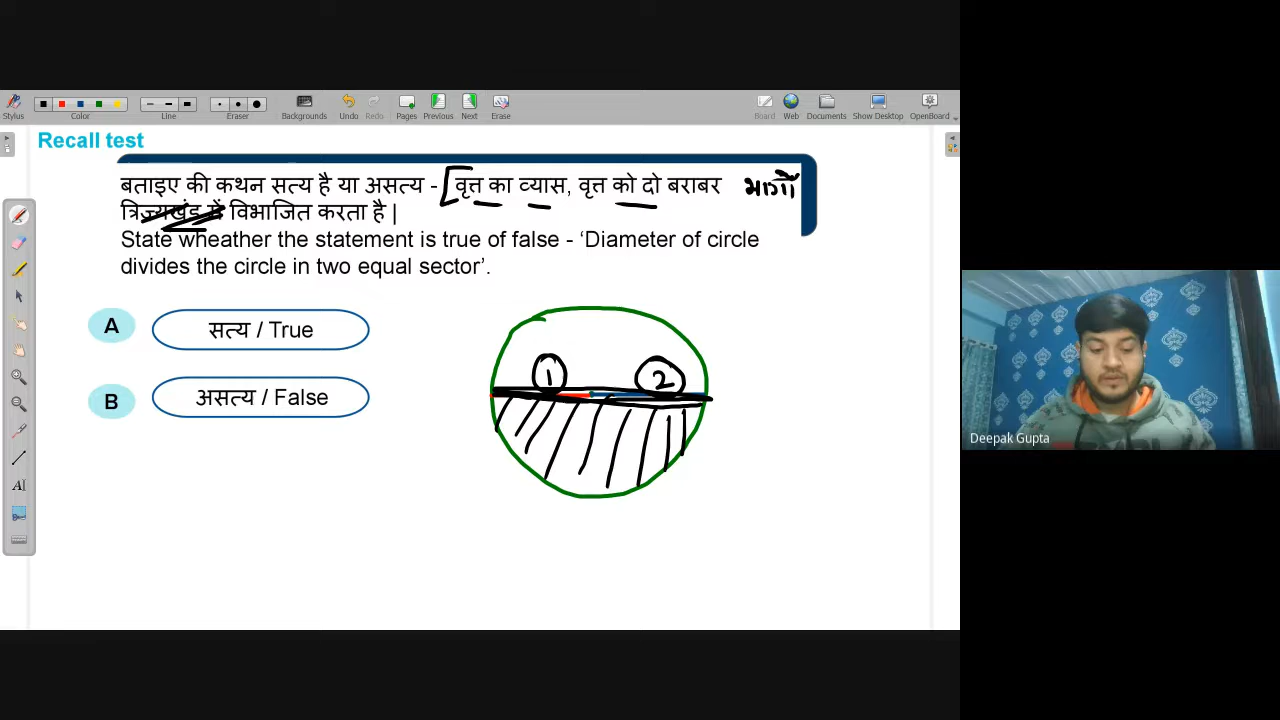 Stylus
Color
Line
Eraser
Backgrounds
Undo
Redo
Pages
Previous
Next
Erase
Board
Web
Documents
Show Desktop
OpenBoard
Recall test
बताइए की कथन सत्य है या असत्य - [वृत्त का व्यास, वृत्त को दो बराबर भागों
त्रिज्यखंड में विभाजित करता है |
State wheather the statement is true of false - ‘Diameter of circle
divides the circle in two equal sector’.
A सत्य / True
B असत्य / False
1 2
Deepak Gupta